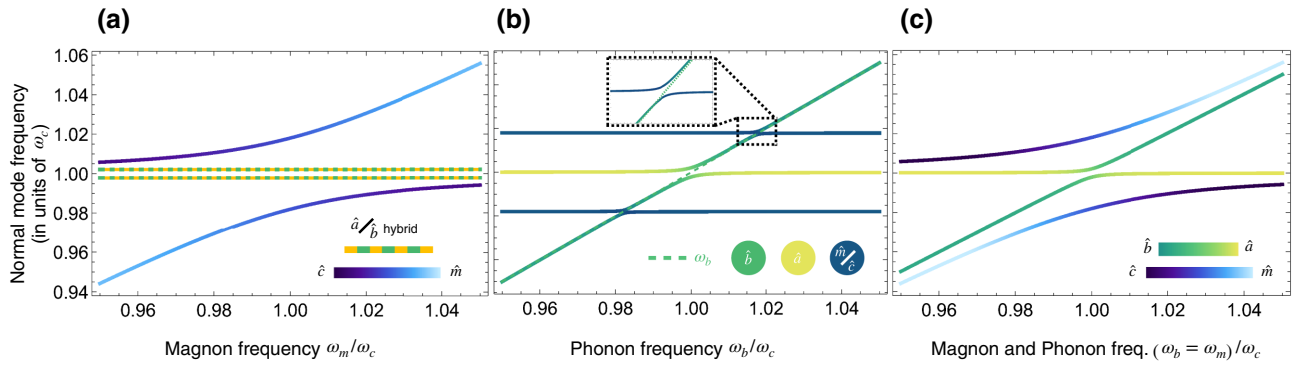 (a)
(b)
(c)
Normal mode frequency
(in units of ω_c)
1.06
1.04
1.02
1.00
0.98
0.96
0.94
â/b̂ hybrid
ĉ m̂
0.96 0.98 1.00 1.02 1.04
Magnon frequency ω_m/ω_c
ω_b b̂ â m̂/ĉ
0.96 0.98 1.00 1.02 1.04
Phonon frequency ω_b/ω_c
b̂ â
ĉ m̂
0.96 0.98 1.00 1.02 1.04
Magnon and Phonon freq. (ω_b = ω_m)/ω_c